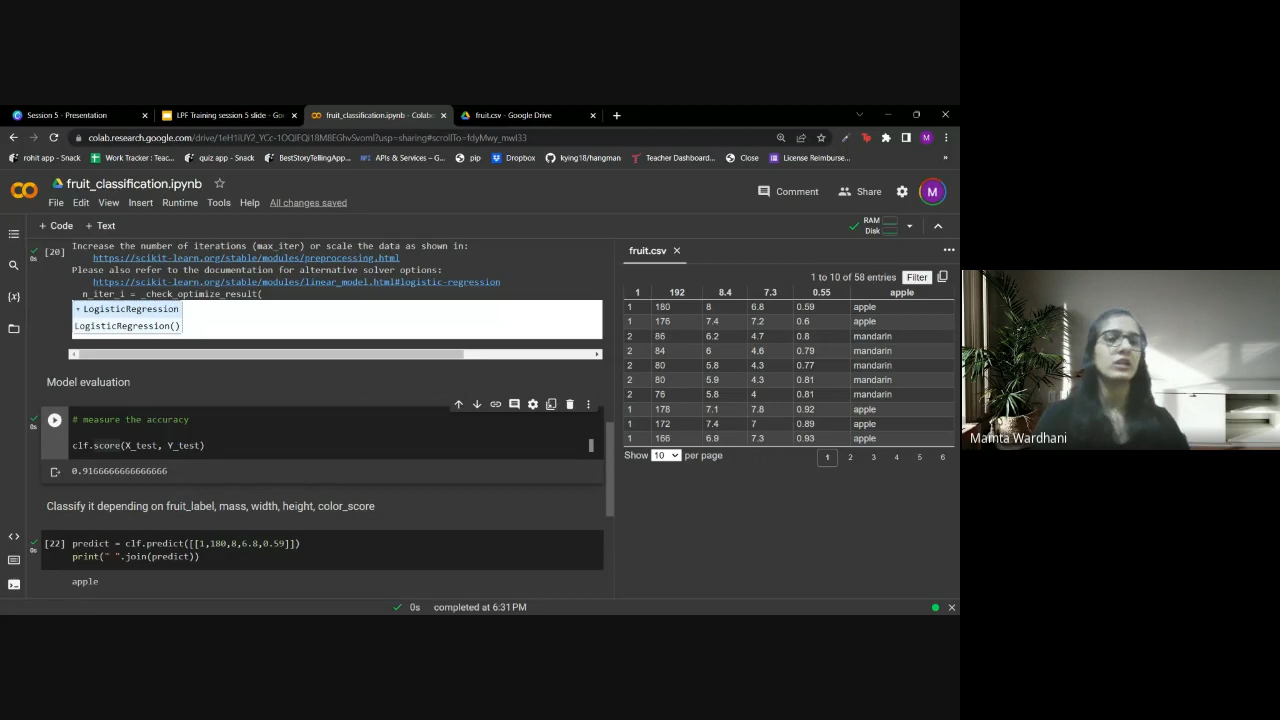 Session 5 - Presentation
LPF Training session 5 slide - Go
fruit_classification.ipynb - Colab
fruit.csv - Google Drive
rohit app - Snack
Work Tracker : Teac...
quiz app - Snack
BestStoryTellingApp...
APIs & Services – G...
pip
Dropbox
kying18/hangman
Teacher Dashboard...
Close
License Reimburse...
fruit_classification.ipynb
M
File Edit View Insert Runtime Tools Help All changes saved
Comment
Share
M
+ Code + Text
RAM
Disk
[20]
0s
Increase the number of iterations (max_iter) or scale the data as shown in:
https://scikit-learn.org/stable/modules/preprocessing.html
Please also refer to the documentation for alternative solver options:
https://scikit-learn.org/stable/modules/linear_model.html#logistic-regression
n_iter_i = _check_optimize_result(
LogisticRegression
LogisticRegression()
Model evaluation
0s
# measure the accuracy
clf.score(X_test, Y_test)
0.9166666666666666
Classify it depending on fruit_label, mass, width, height, color_score
[22] predict = clf.predict([[1,180,8,6.8,0.59]])
0s
print(" ".join(predict))
apple
fruit.csv
1 to 10 of 58 entries Filter
1 192 8.4 7.3 0.55 apple
1 180 8 6.8 0.59 apple
1 176 7.4 7.2 0.6 apple
2 86 6.2 4.7 0.8 mandarin
2 84 6 4.6 0.79 mandarin
2 80 5.8 4.3 0.77 mandarin
2 80 5.9 4.3 0.81 mandarin
2 76 5.8 4 0.81 mandarin
1 178 7.1 7.8 0.92 apple
1 172 7.4 7 0.89 apple
1 166 6.9 7.3 0.93 apple
Show 10 per page
1 2 3 4 5 6
0s completed at 6:31 PM
Mamta Wardhani